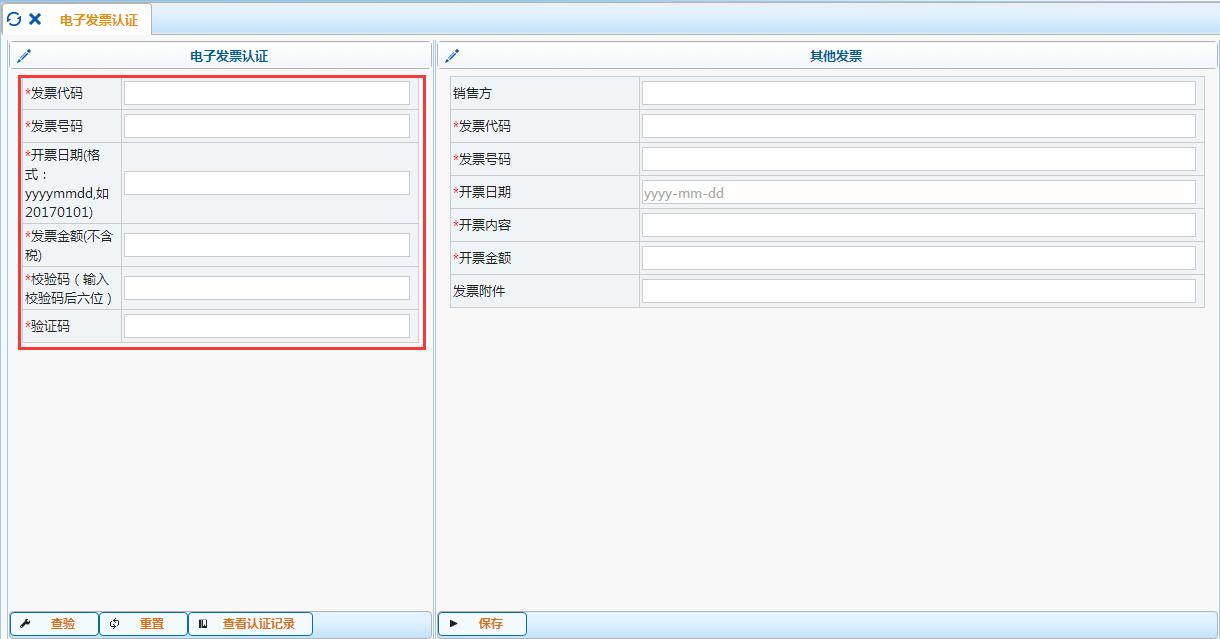 电子发票认证
电子发票认证
*发票代码
*发票号码
*开票日期(格
式：
yyyymmdd,如
20170101)
*发票金额(不含
税)
*校验码（输入
校验码后六位）
*验证码
查验
重置
查看认证记录
其他发票
销售方
*发票代码
*发票号码
*开票日期
yyyy-mm-dd
*开票内容
*开票金额
发票附件
保存